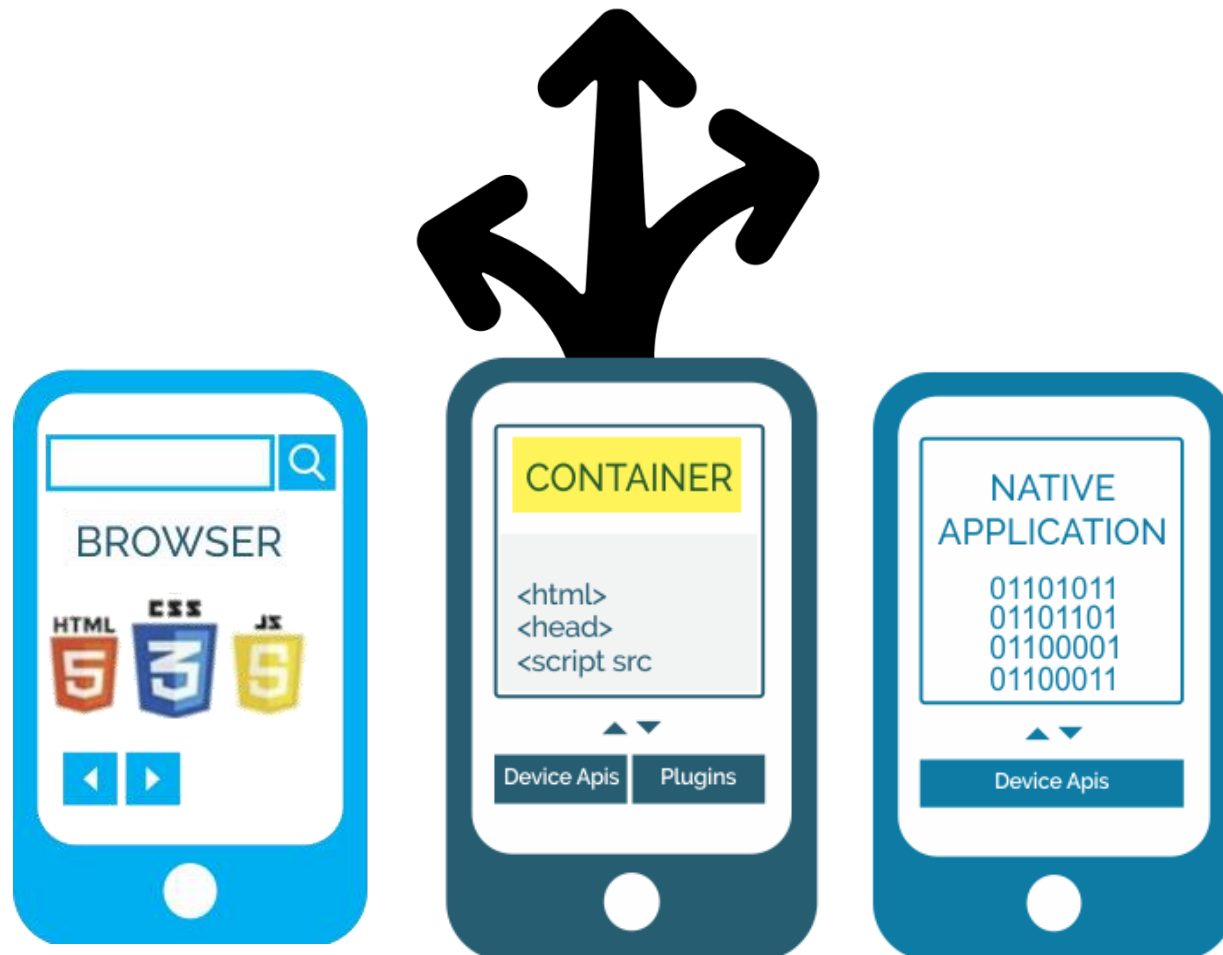 BROWSER
HTML
5
CSS
3
JS
5
CONTAINER
<html>
<head>
<script src
Device Apis
Plugins
NATIVE
APPLICATION
01101011
01101101
01100001
01100011
Device Apis